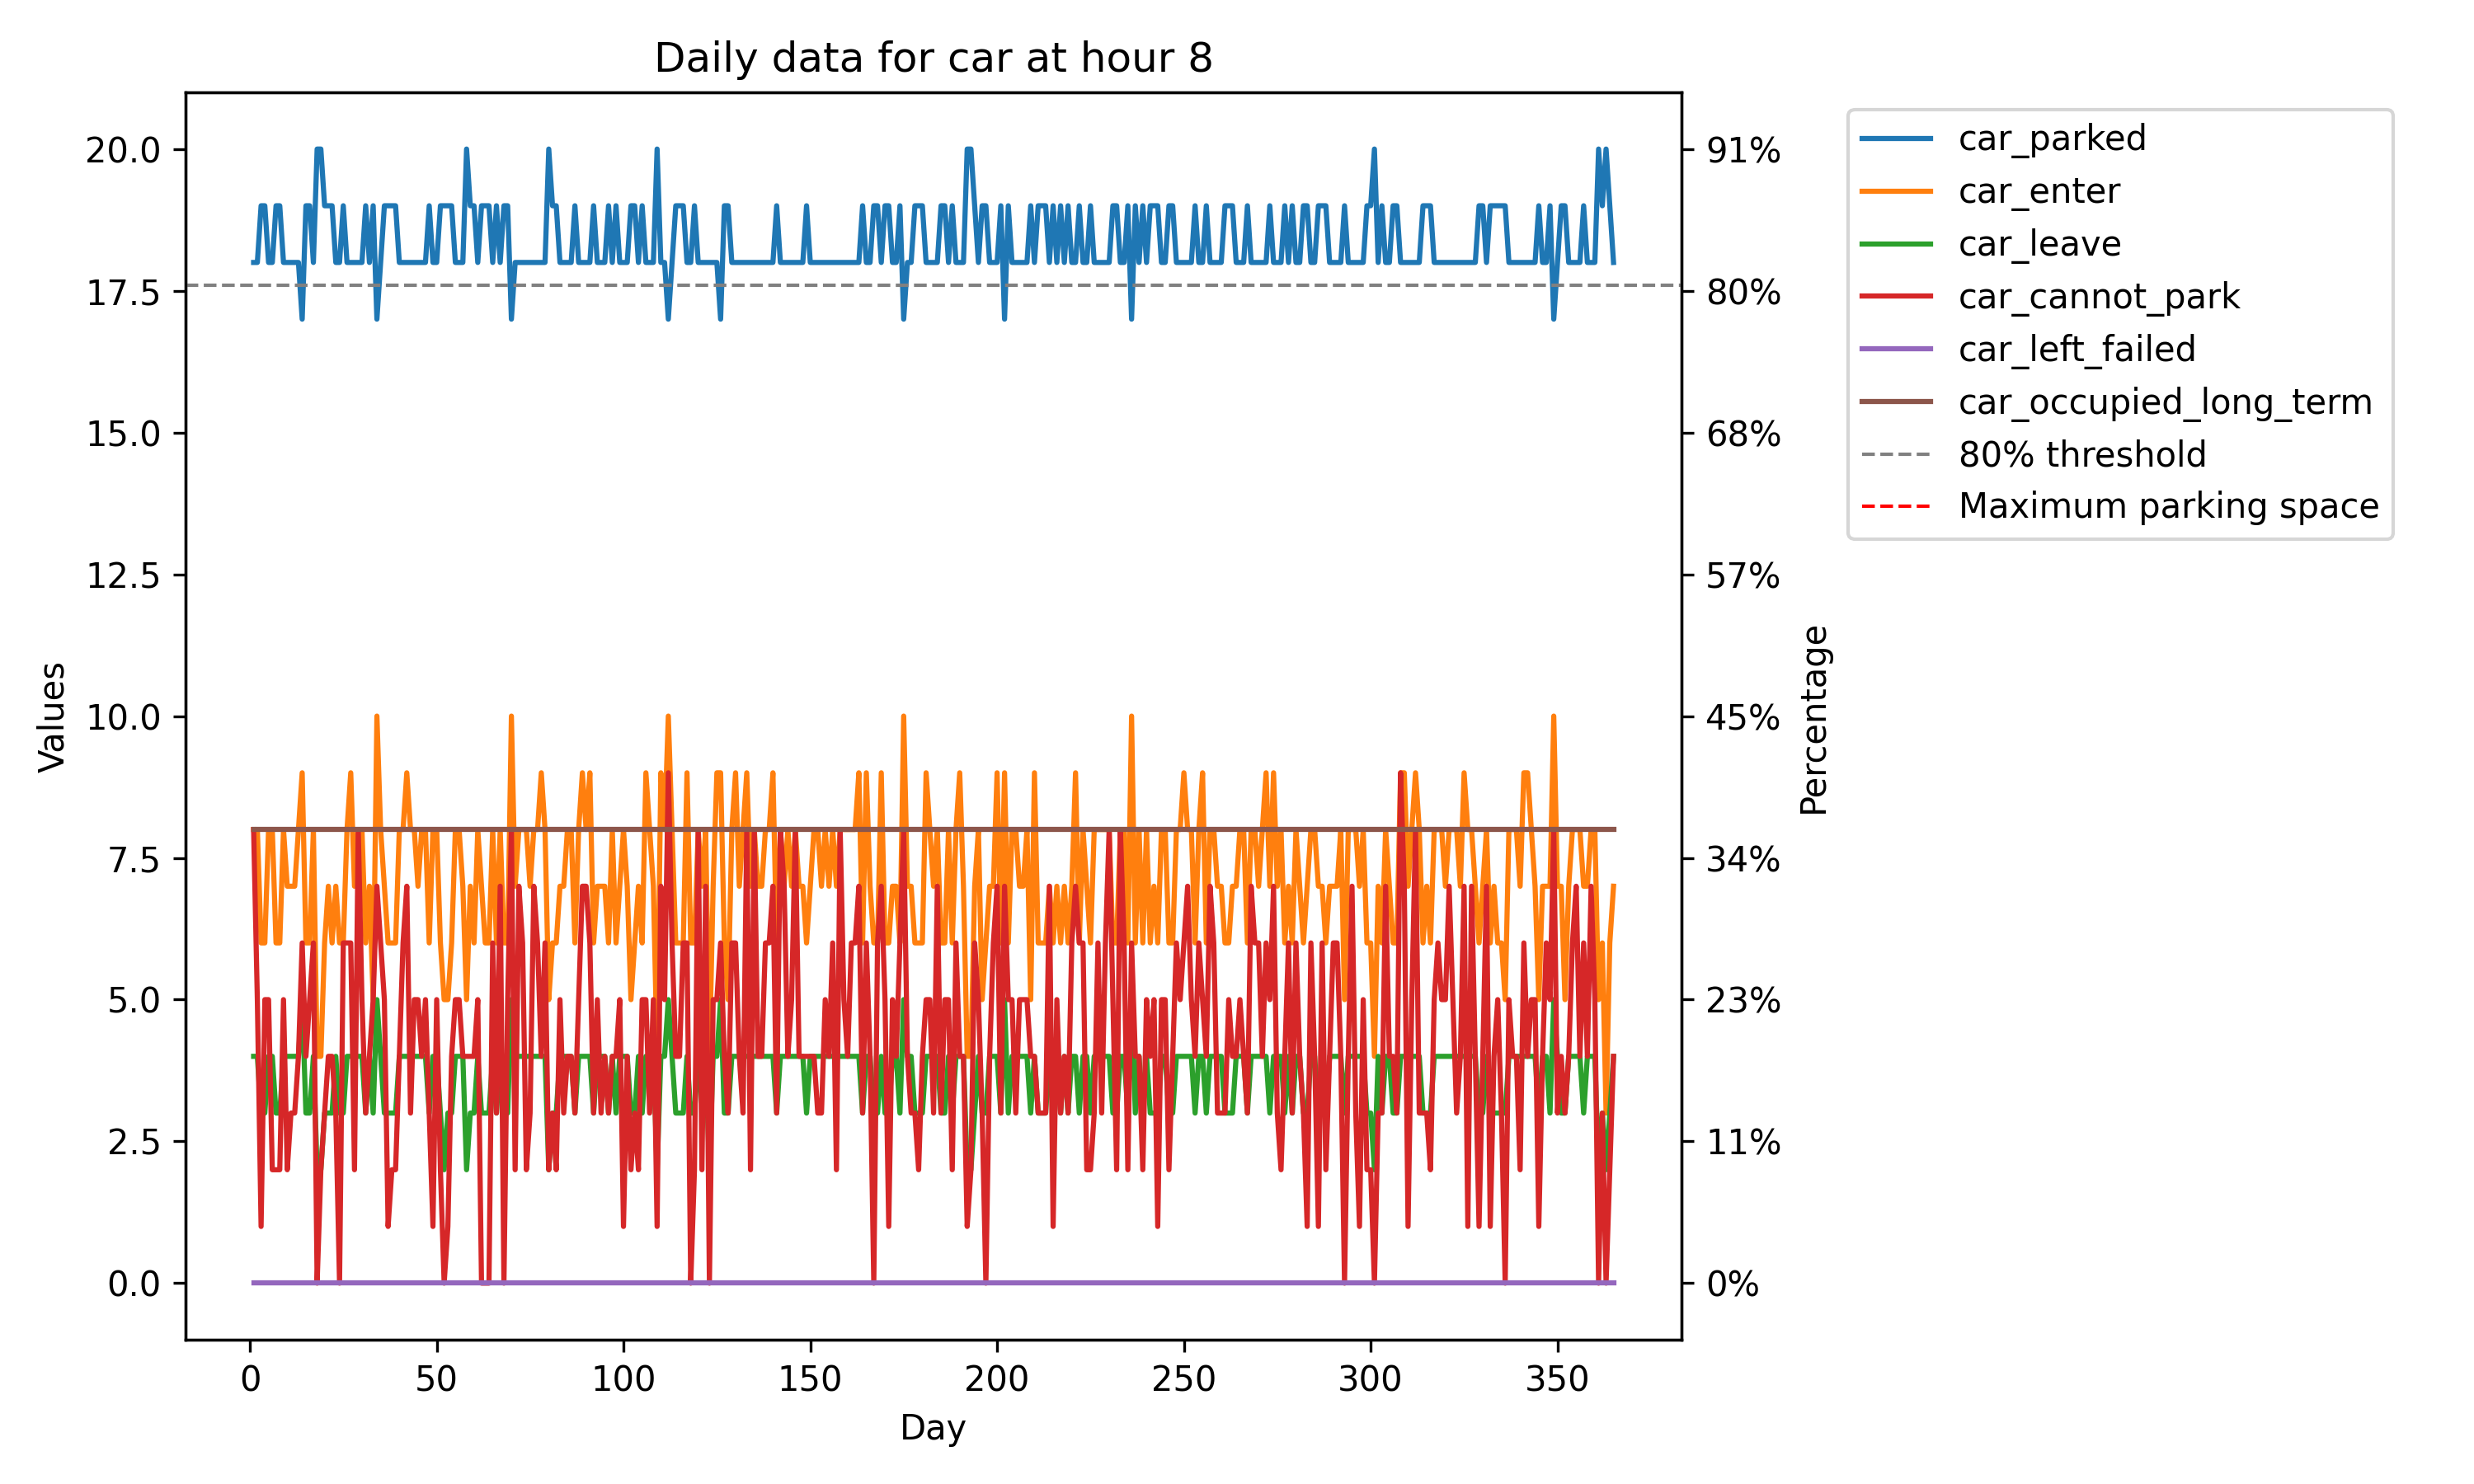 Daily data for car at hour 8
Values
20.0
17.5
15.0
12.5
10.0
7.5
5.0
2.5
0.0
0
50
100
150
200
250
300
350
Day
91%
80%
68%
57%
45%
34%
23%
11%
0%
Percentage
car_parked
car_enter
car_leave
car_cannot_park
car_left_failed
car_occupied_long_term
80% threshold
Maximum parking space